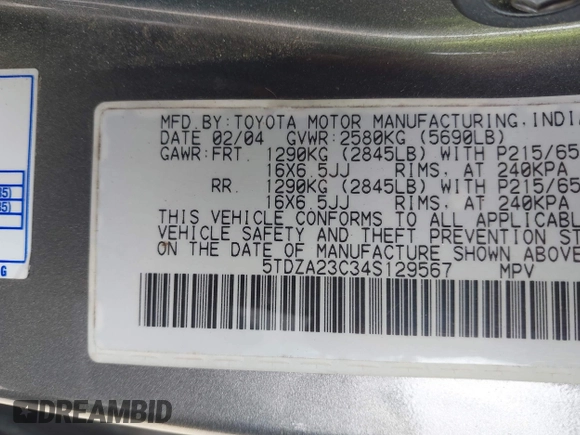 MFD.BY:TOYOTA MOTOR MANUFACTURING,INDI
DATE 02/04 GVWR:2580KG (5690LB)
GAWR:FRT. 1290KG (2845LB) WITH P215/65
16X6.5JJ RIMS, AT 240KPA
RR. 1290KG (2845LB) WITH P215/65
16X6.5JJ RIMS, AT 240KPA
THIS VEHICLE CONFORMS TO ALL APPLICABL
VEHICLE SAFETY AND THEFT PREVENTION ST
ON THE DATE OF MANUFACTURE SHOWN ABOVE
5TDZA23C34S129567 MPV
DREAMBID